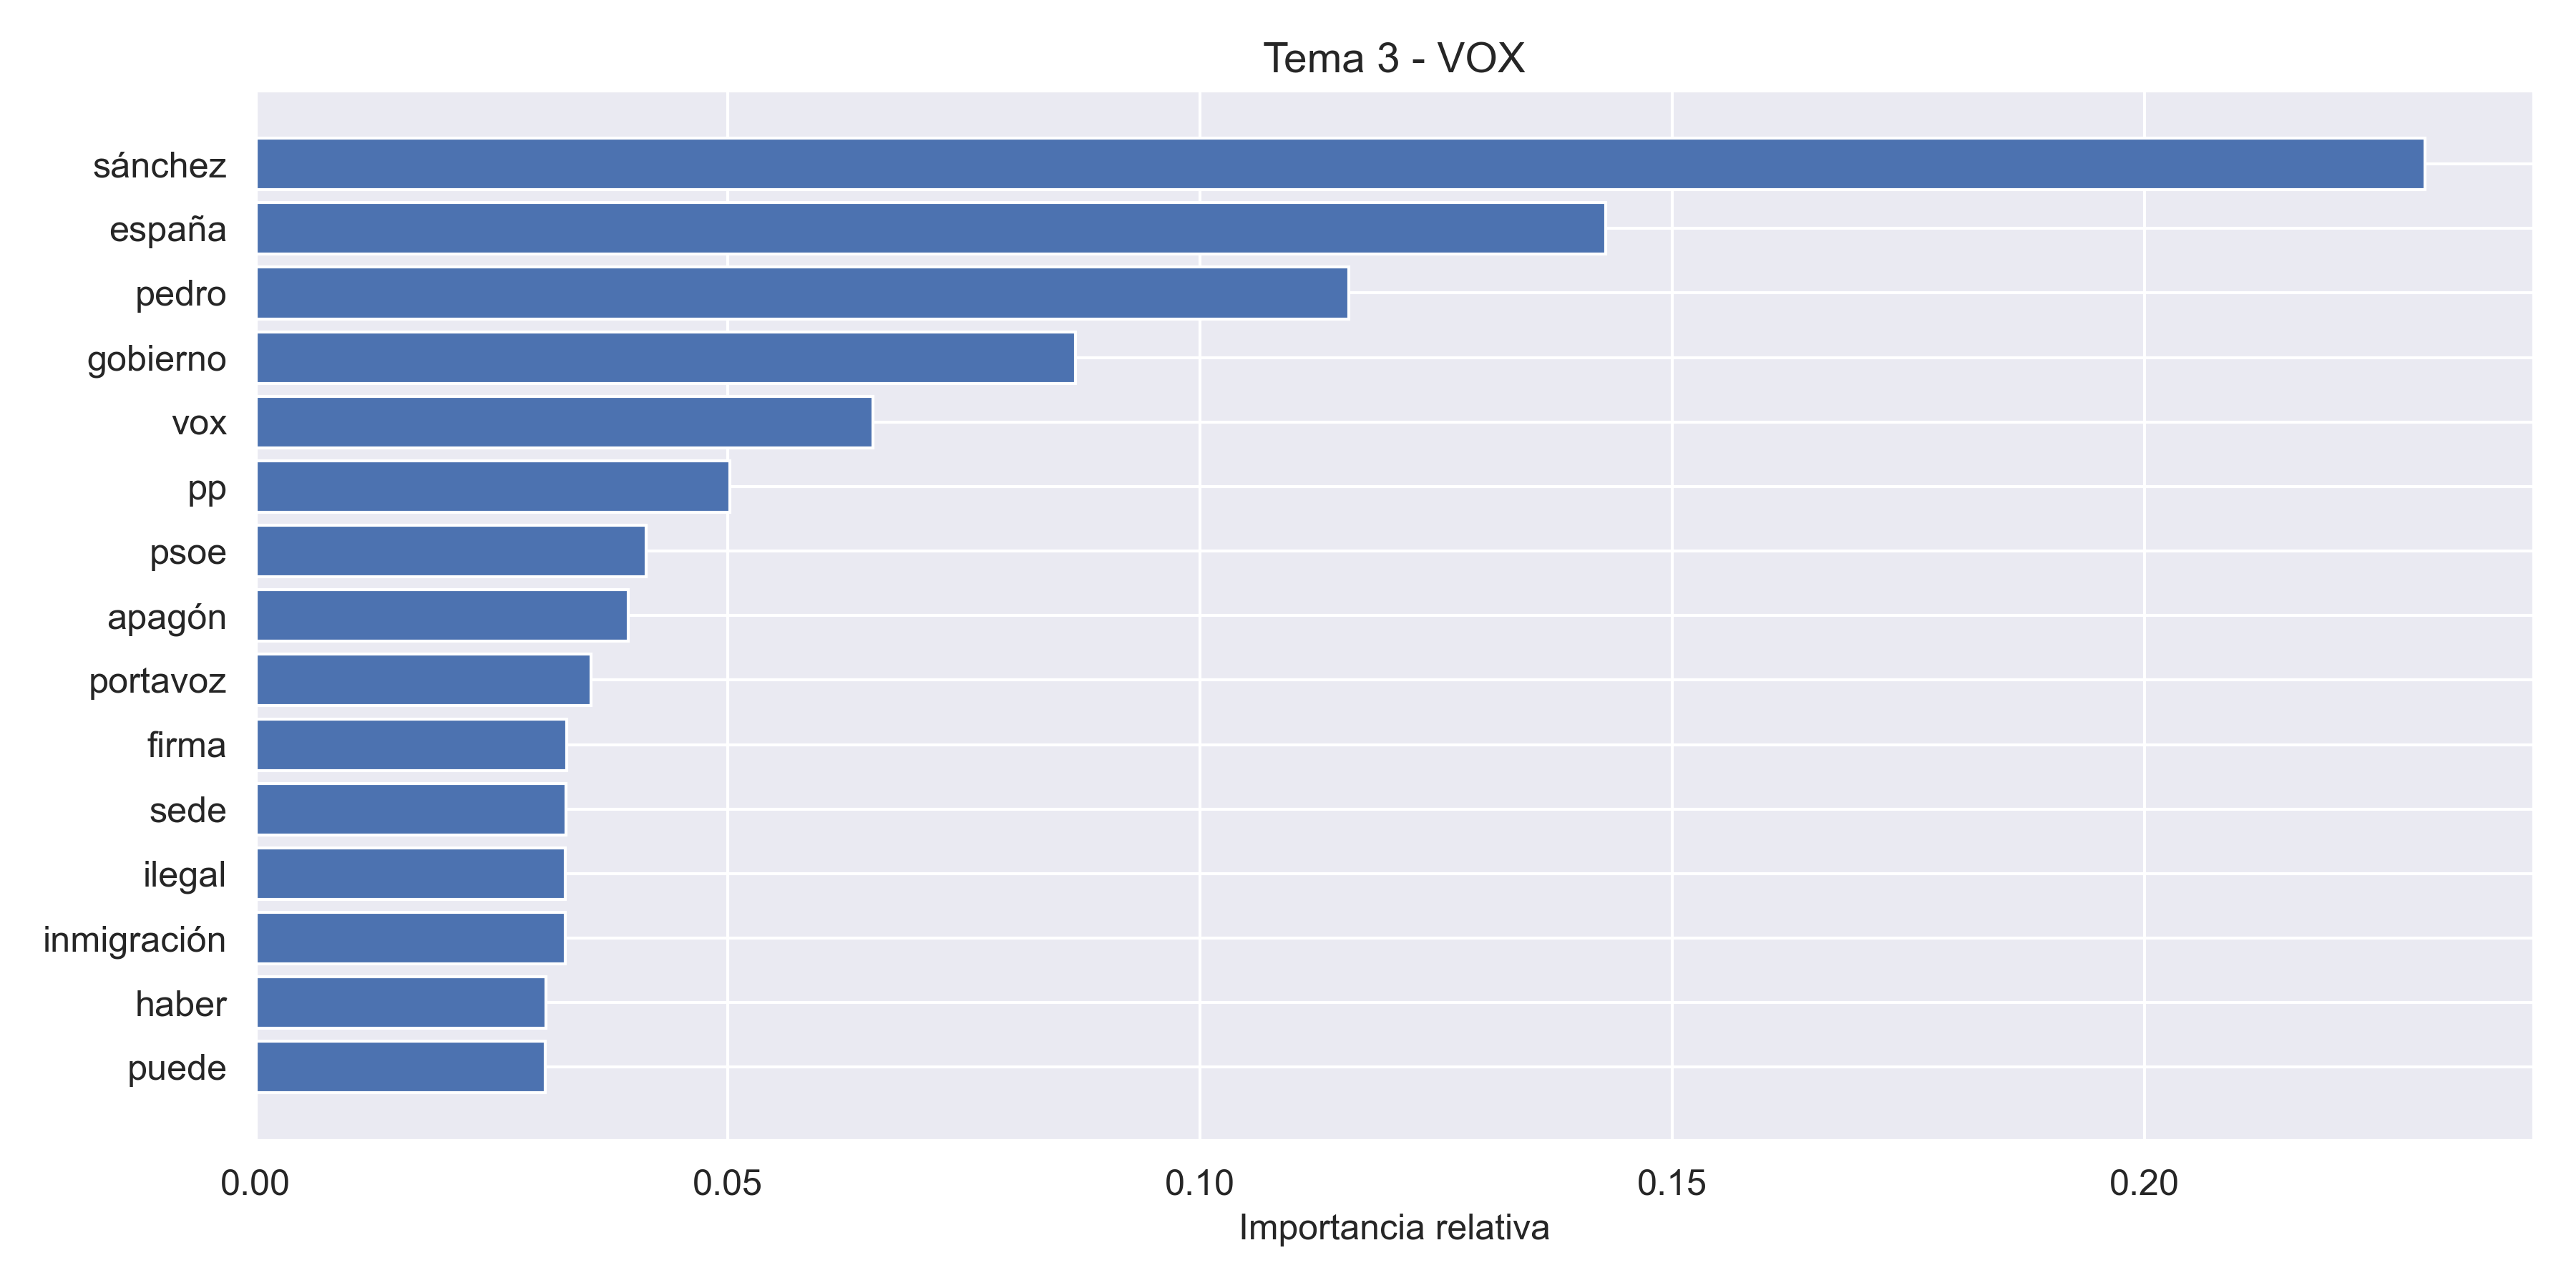 Tema 3 - VOX
sánchez
españa
pedro
gobierno
vox
pp
psoe
apagón
portavoz
firma
sede
ilegal
inmigración
haber
puede
0.00 0.05 0.10 0.15 0.20
Importancia relativa